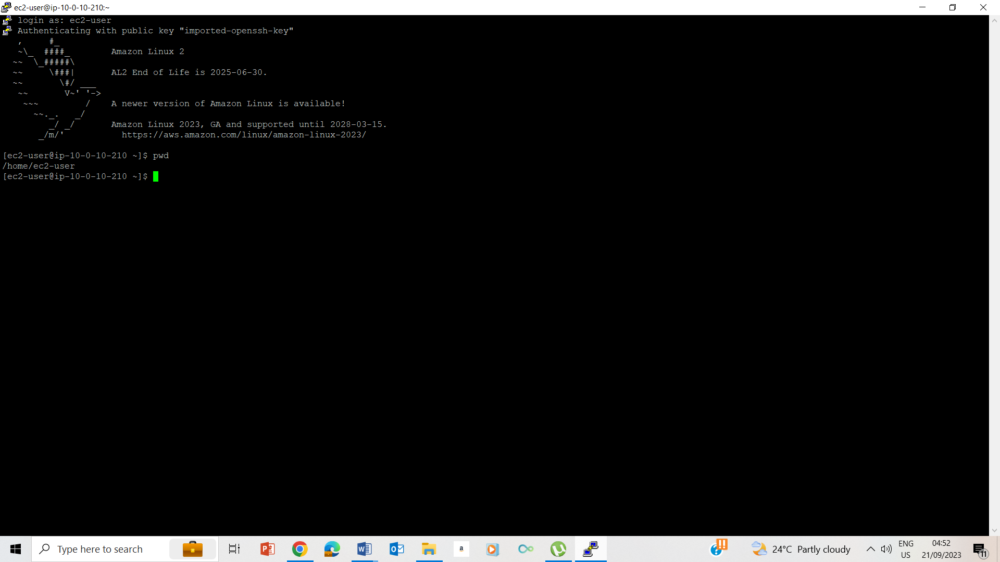 ec2-user@ip-10-0-10-210:~
login as: ec2-user
Authenticating with public key "imported-openssh-key"
   ,     #_
   ~\_  ####_        Amazon Linux 2
  ~~  \_#####\
  ~~     \###|       AL2 End of Life is 2025-06-30.
  ~~       \#/ ___
   ~~       V~' '->
    ~~~         /    A newer version of Amazon Linux is available!
      ~~._.   _/
         _/ _/       Amazon Linux 2023, GA and supported until 2028-03-15.
       _/m/'           https://aws.amazon.com/linux/amazon-linux-2023/
[ec2-user@ip-10-0-10-210 ~]$ pwd
/home/ec2-user
[ec2-user@ip-10-0-10-210 ~]$
Type here to search
a
24°C Partly cloudy
ENG
US
04:52
21/09/2023
11